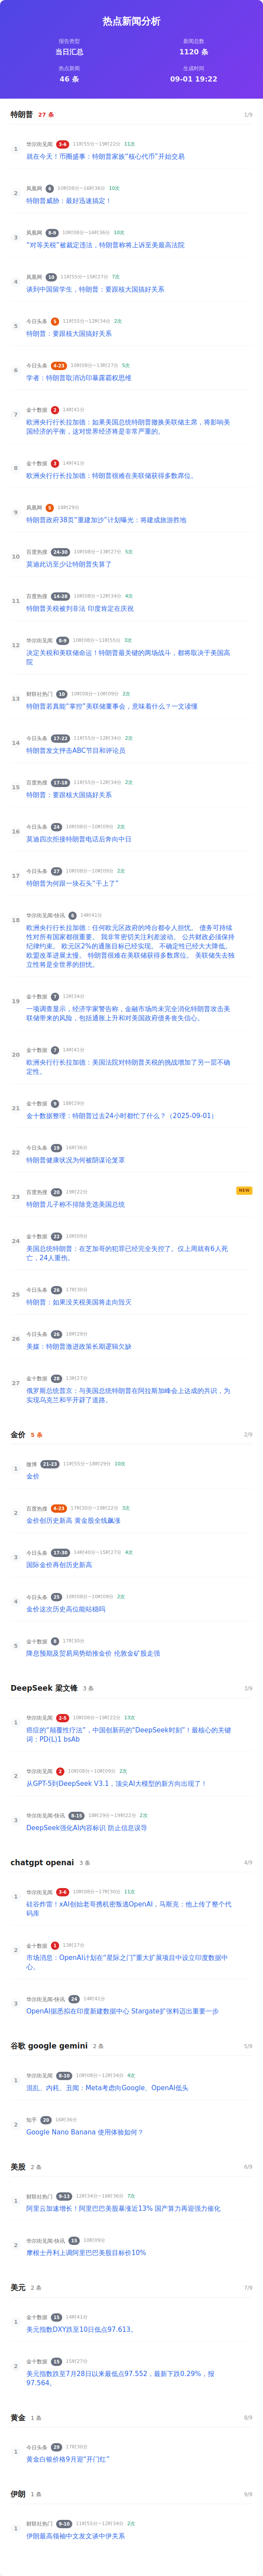 热点新闻分析
报告类型
新闻总数
当日汇总
1120 条
热点新闻
生成时间
46 条
09-01 19:22
特朗普 27 条 1/9
1 华尔街见闻 3-6 11时55分~19时22分 11次
就在今天！币圈盛事：特朗普家族“核心代币”开始交易
2 凤凰网 6 10时08分~16时36分 10次
特朗普威胁：最好迅速搞定！
3 凤凰网 8-9 10时08分~16时36分 10次
“对等关税”被裁定违法，特朗普称将上诉至美最高法院
4 凤凰网 10 11时55分~15时27分 7次
谈到中国留学生，特朗普：要跟核大国搞好关系
5 今日头条 5 11时55分~12时34分 2次
特朗普：要跟核大国搞好关系
6 今日头条 4-23 10时08分~13时27分 5次
学者：特朗普取消访印暴露霸权思维
7 金十数据 2 14时41分
欧洲央行行长拉加德：如果美国总统特朗普撤换美联储主席，将影响美
国经济的平衡，这对世界经济将是非常严重的。
8 金十数据 3 14时41分
欧洲央行行长拉加德：特朗普很难在美联储获得多数席位。
9 凤凰网 5 18时29分
特朗普政府38页“重建加沙”计划曝光：将建成旅游胜地
10 百度热搜 24-30 10时08分~13时27分 5次
莫迪此访至少让特朗普失算了
11 百度热搜 14-28 10时08分~12时34分 4次
特朗普关税被判非法 印度肯定在庆祝
12 华尔街见闻 8-9 10时08分~11时55分 3次
决定关税和美联储命运！特朗普最关键的两场战斗，都将取决于美国高
院
13 财联社热门 10 10时08分~10时09分 2次
特朗普若真能“掌控”美联储董事会，意味着什么？一文读懂
14 今日头条 17-22 11时55分~12时34分 2次
特朗普发文抨击ABC节目和评论员
15 百度热搜 17-18 11时55分~12时34分 2次
特朗普：要跟核大国搞好关系
16 今日头条 24 10时08分~10时09分 2次
莫迪四次拒接特朗普电话后奔向中日
17 今日头条 27 10时08分~10时09分 2次
特朗普为何跟一块石头“干上了”
18 华尔街见闻-快讯 6 14时41分
欧洲央行行长拉加德：任何欧元区政府的垮台都令人担忧。 债务可持续
性对所有国家都很重要。 我非常密切关注利差波动。 公共财政必须保持
纪律约束。 欧元区2%的通胀目标已经实现。 不确定性已经大大降低。
欧盟改革进展太慢。 特朗普很难在美联储获得多数席位。 美联储失去独
立性将是全世界的担忧。
19 金十数据 7 12时34分
一项调查显示，经济学家警告称，金融市场尚未完全消化特朗普攻击美
联储带来的风险，包括通胀上升和对美国政府债务丧失信心。
20 金十数据 7 14时41分
欧洲央行行长拉加德：美国法院对特朗普关税的挑战增加了另一层不确
定性。
21 金十数据 9 18时29分
金十数据整理：特朗普过去24小时都忙了什么？（2025-09-01）
22 今日头条 19 16时36分
特朗普健康状况为何被阴谋论笼罩
23 百度热搜 20 19时22分 NEW
特朗普儿子称不排除竞选美国总统
24 金十数据 22 10时09分
美国总统特朗普：在芝加哥的犯罪已经完全失控了。仅上周就有6人死
亡，24人重伤。
25 今日头条 26 17时30分
特朗普：如果没关税美国将走向毁灭
26 今日头条 26 18时29分
美媒：特朗普激进政策长期逻辑欠缺
27 金十数据 28 13时27分
俄罗斯总统普京：与美国总统特朗普在阿拉斯加峰会上达成的共识，为
实现乌克兰和平开辟了道路。
金价 5 条 2/9
1 微博 21-23 11时55分~18时29分 10次
金价
2 百度热搜 4-23 17时30分~19时22分 3次
金价创历史新高 黄金股全线飙涨
3 今日头条 17-30 14时40分~15时27分 4次
国际金价再创历史新高
4 今日头条 25 10时08分~10时09分 2次
金价这次历史高位能站稳吗
5 金十数据 8 17时30分
降息预期及贸易局势助推金价 伦敦金矿股走强
DeepSeek 梁文锋 3 条 3/9
1 华尔街见闻 2-5 10时08分~19时22分 13次
癌症的“颠覆性疗法”，中国创新药的“DeepSeek时刻”！最核心的关键
词：PD(L)1 bsAb
2 华尔街见闻 2 10时08分~10时09分 2次
从GPT-5到DeepSeek V3.1，顶尖AI大模型的新方向出现了！
3 华尔街见闻-快讯 8-15 18时29分~19时22分 2次
DeepSeek强化AI内容标识 防止信息误导
chatgpt openai 3 条 4/9
1 华尔街见闻 3-6 10时08分~17时30分 11次
硅谷炸雷！xAI创始老哥携机密叛逃OpenAI，马斯克：他上传了整个代
码库
2 金十数据 1 13时27分
市场消息：OpenAI计划在“星际之门”重大扩展项目中设立印度数据中
心。
3 华尔街见闻-快讯 24 14时41分
OpenAI据悉拟在印度新建数据中心 Stargate扩张料迈出重要一步
谷歌 google gemini 2 条 5/9
1 华尔街见闻 8-10 10时08分~12时34分 4次
混乱、内耗、丑闻：Meta考虑向Google、OpenAI低头
2 知乎 20 16时36分
Google Nano Banana 使用体验如何？
美股 2 条 6/9
1 财联社热门 9-13 12时34分~16时36分 7次
阿里云加速增长！阿里巴巴美股暴涨近13% 国产算力再迎强力催化
2 华尔街见闻-快讯 15 10时09分
摩根士丹利上调阿里巴巴美股目标价10%
美元 2 条 7/9
1 金十数据 15 14时41分
美元指数DXY跌至10日低点97.613。
2 金十数据 15 15时27分
美元指数跌至7月28日以来最低点97.552，最新下跌0.29%，报
97.564。
黄金 1 条 8/9
1 今日头条 29 17时30分
黄金白银价格9月迎“开门红”
伊朗 1 条 9/9
1 财联社热门 9-10 11时55分~12时34分 2次
伊朗最高领袖中文发文谈中伊关系